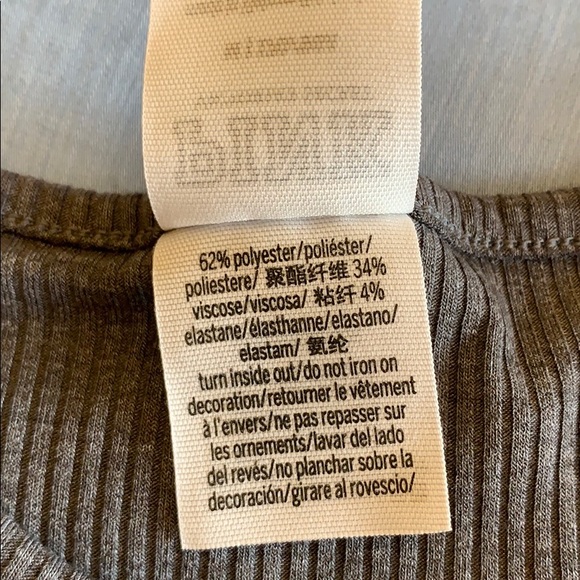 PINK
62% polyester/poliéster/
poliestere/ 聚酯纤维 34%
viscose/viscosa/ 粘纤 4%
elastane/élasthanne/elastano/
elastam/ 氨纶
turn inside out/do not iron on
decoration/retourner le vêtement
à l'envers/ne pas repasser sur
les ornements/lavar del lado
del revés/no planchar sobre la
decoración/girare al rovescio/